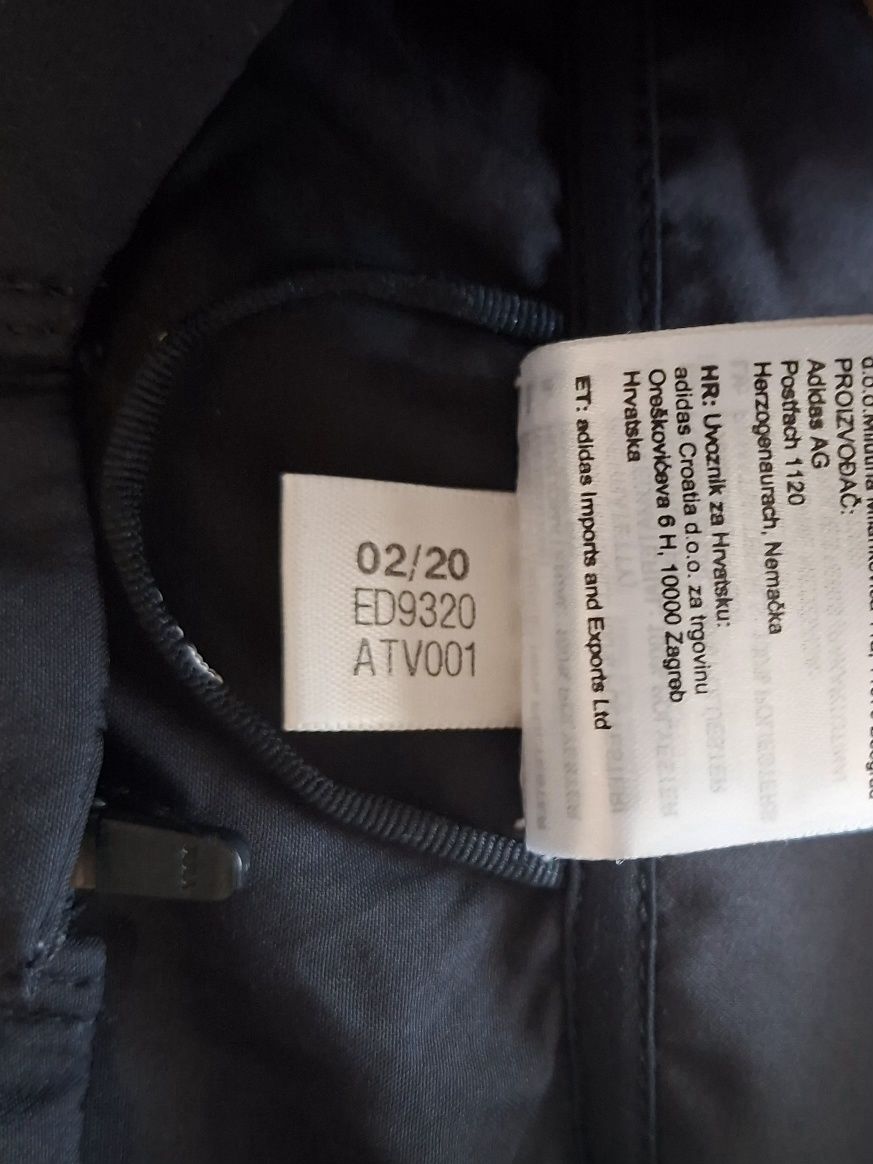 02/20
ED9320
ATV001
PROIZVOĐAČ:
Adidas AG
Postfach 1120
Herzogenaurach, Nemačka
HR: Uvoznik za Hrvatsku:
adidas Croatia d.o.o. za trgovinu
Oreškovićeva 6 H, 10000 Zagreb
Hrvatska
ET: adidas Imports and Exports Ltd